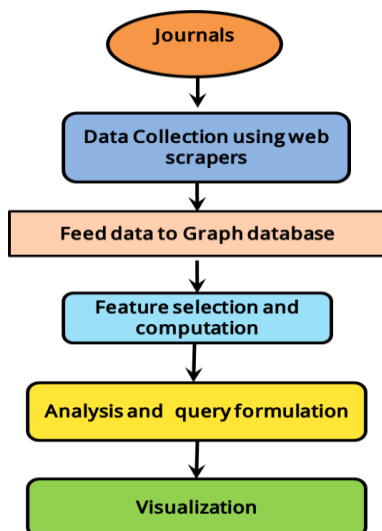 Journals
Data Collection using web
scrapers
Feed data to Graph database
Feature selection and
computation
Analysis and query formulation
Visualization